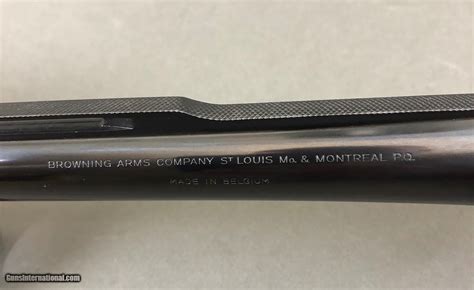 BROWNING ARMS COMPANY ST LOUIS Mo. & MONTREAL P.Q.
MADE IN BELGIUM
GunsInternational.com